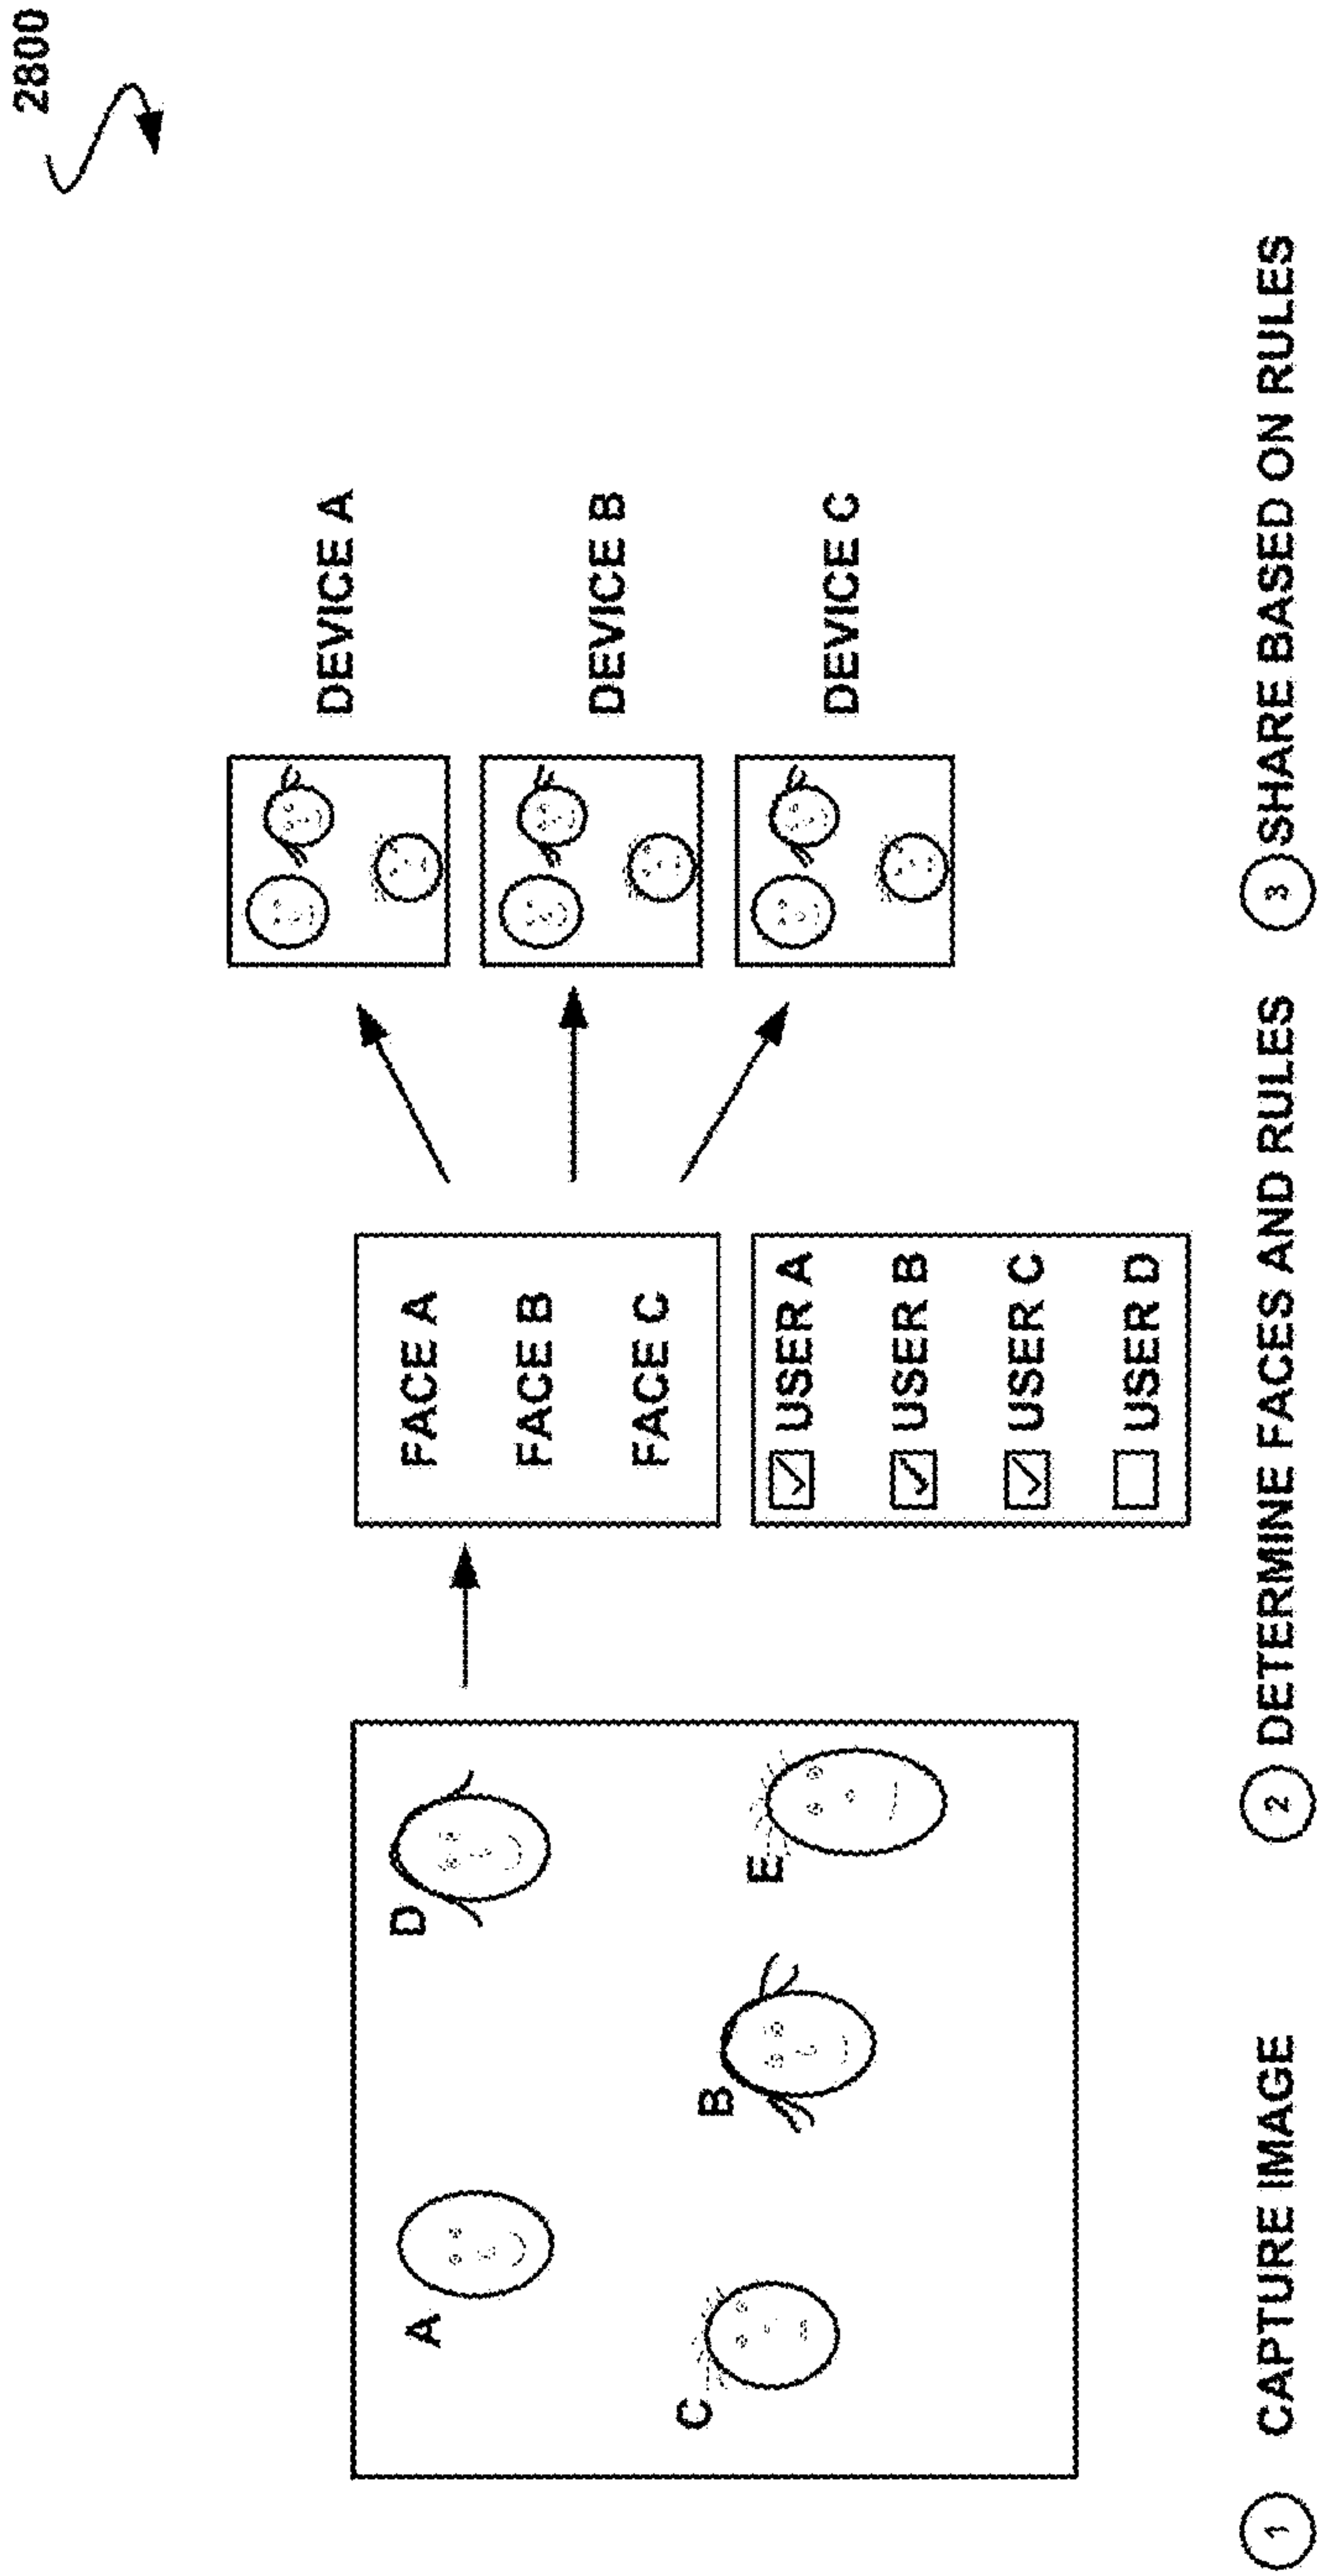 2800
A
D
C
B
E
FACE A
FACE B
FACE C
USER A
USER B
USER C
USER D
DEVICE A
DEVICE B
DEVICE C
1 CAPTURE IMAGE
2 DETERMINE FACES AND RULES
3 SHARE BASED ON RULES